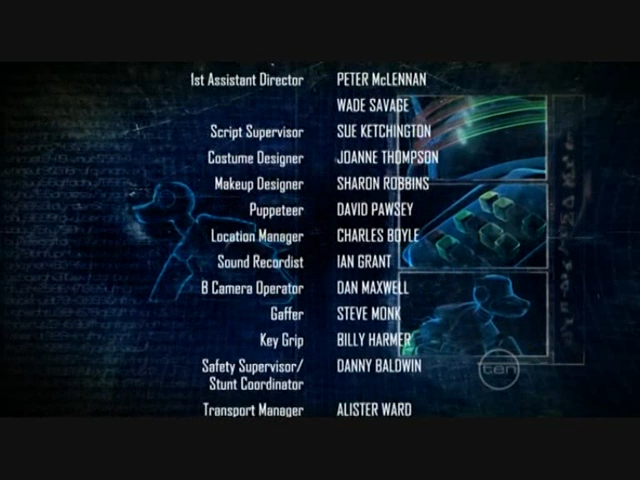 1st Assistant Director PETER McLENNAN
WADE SAVAGE
Script Supervisor SUE KETCHINGTON
Costume Designer JOANNE THOMPSON
Makeup Designer SHARON ROBBINS
Puppeteer DAVID PAWSEY
Location Manager CHARLES BOYLE
Sound Recordist IAN GRANT
B Camera Operator DAN MAXWELL
Gaffer STEVE MONK
Key Grip BILLY HARMER
Safety Supervisor/ DANNY BALDWIN
Stunt Coordinator
Transport Manager ALISTER WARD
ten